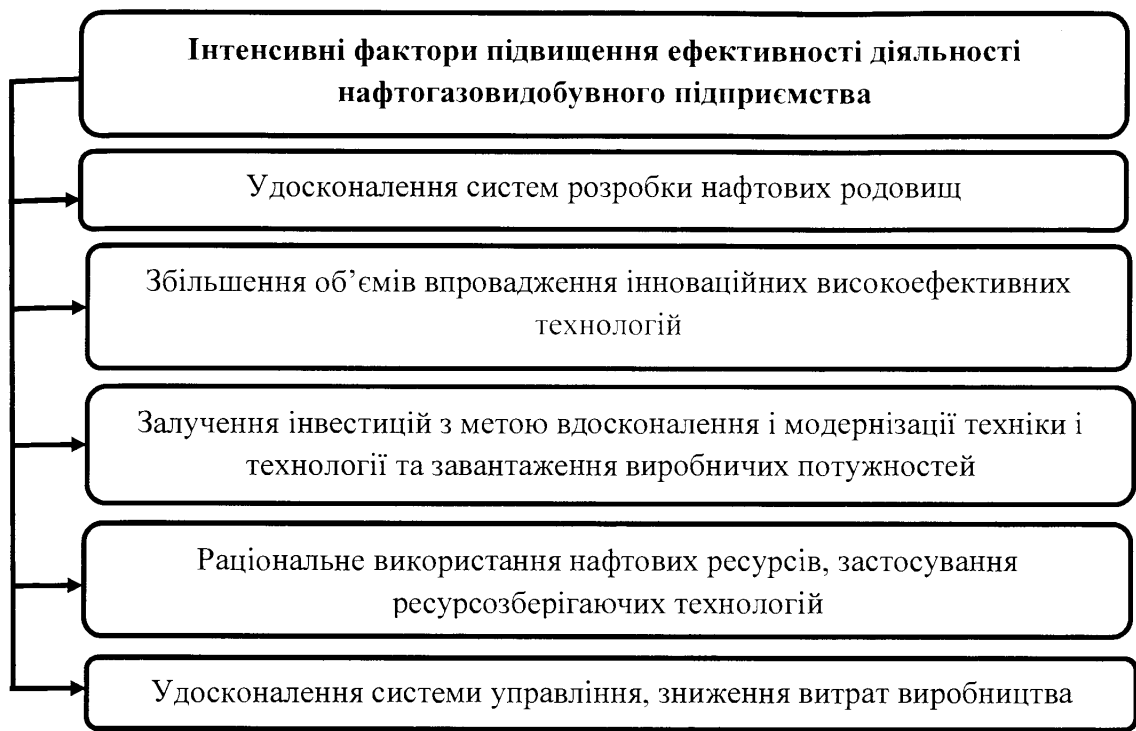 Інтенсивні фактори підвищення ефективності діяльності
нафтогазовидобувного підприємства
Удосконалення систем розробки нафтових родовищ
Збільшення об’ємів впровадження інноваційних високоефективних
технологій
Залучення інвестицій з метою вдосконалення і модернізації техніки і
технології та завантаження виробничих потужностей
Раціональне використання нафтових ресурсів, застосування
ресурсозберігаючих технологій
Удосконалення системи управління, зниження витрат виробництва